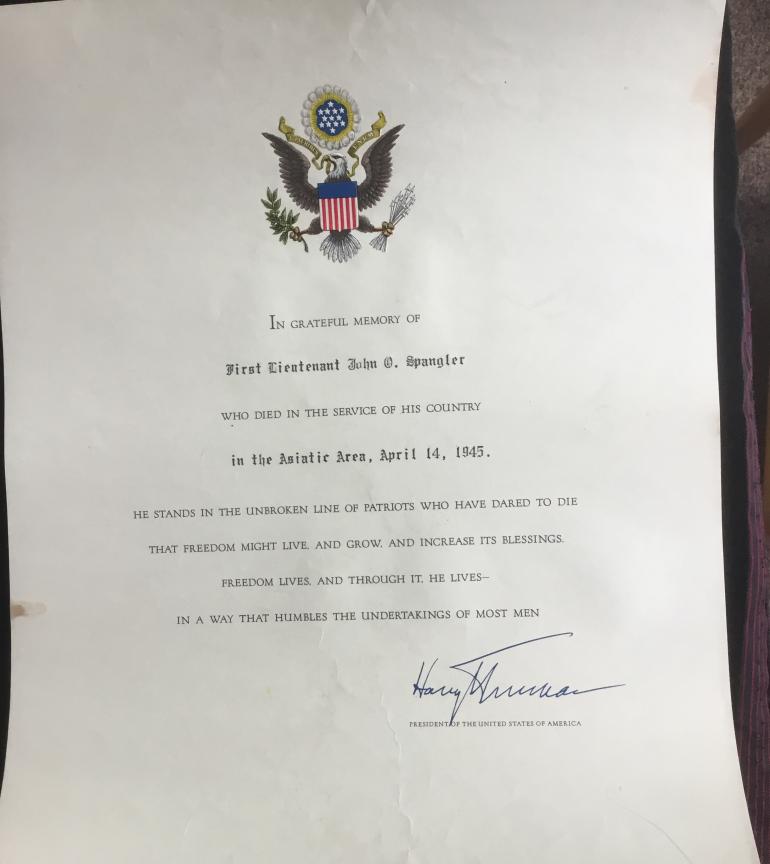 IN GRATEFUL MEMORY OF
First Lieutenant John O. Spangler
WHO DIED IN THE SERVICE OF HIS COUNTRY
in the Asiatic Area, April 14, 1945.
HE STANDS IN THE UNBROKEN LINE OF PATRIOTS WHO HAVE DARED TO DIE
THAT FREEDOM MIGHT LIVE, AND GROW, AND INCREASE ITS BLESSINGS.
FREEDOM LIVES, AND THROUGH IT, HE LIVES—
IN A WAY THAT HUMBLES THE UNDERTAKINGS OF MOST MEN
Harry Truman
PRESIDENT OF THE UNITED STATES OF AMERICA